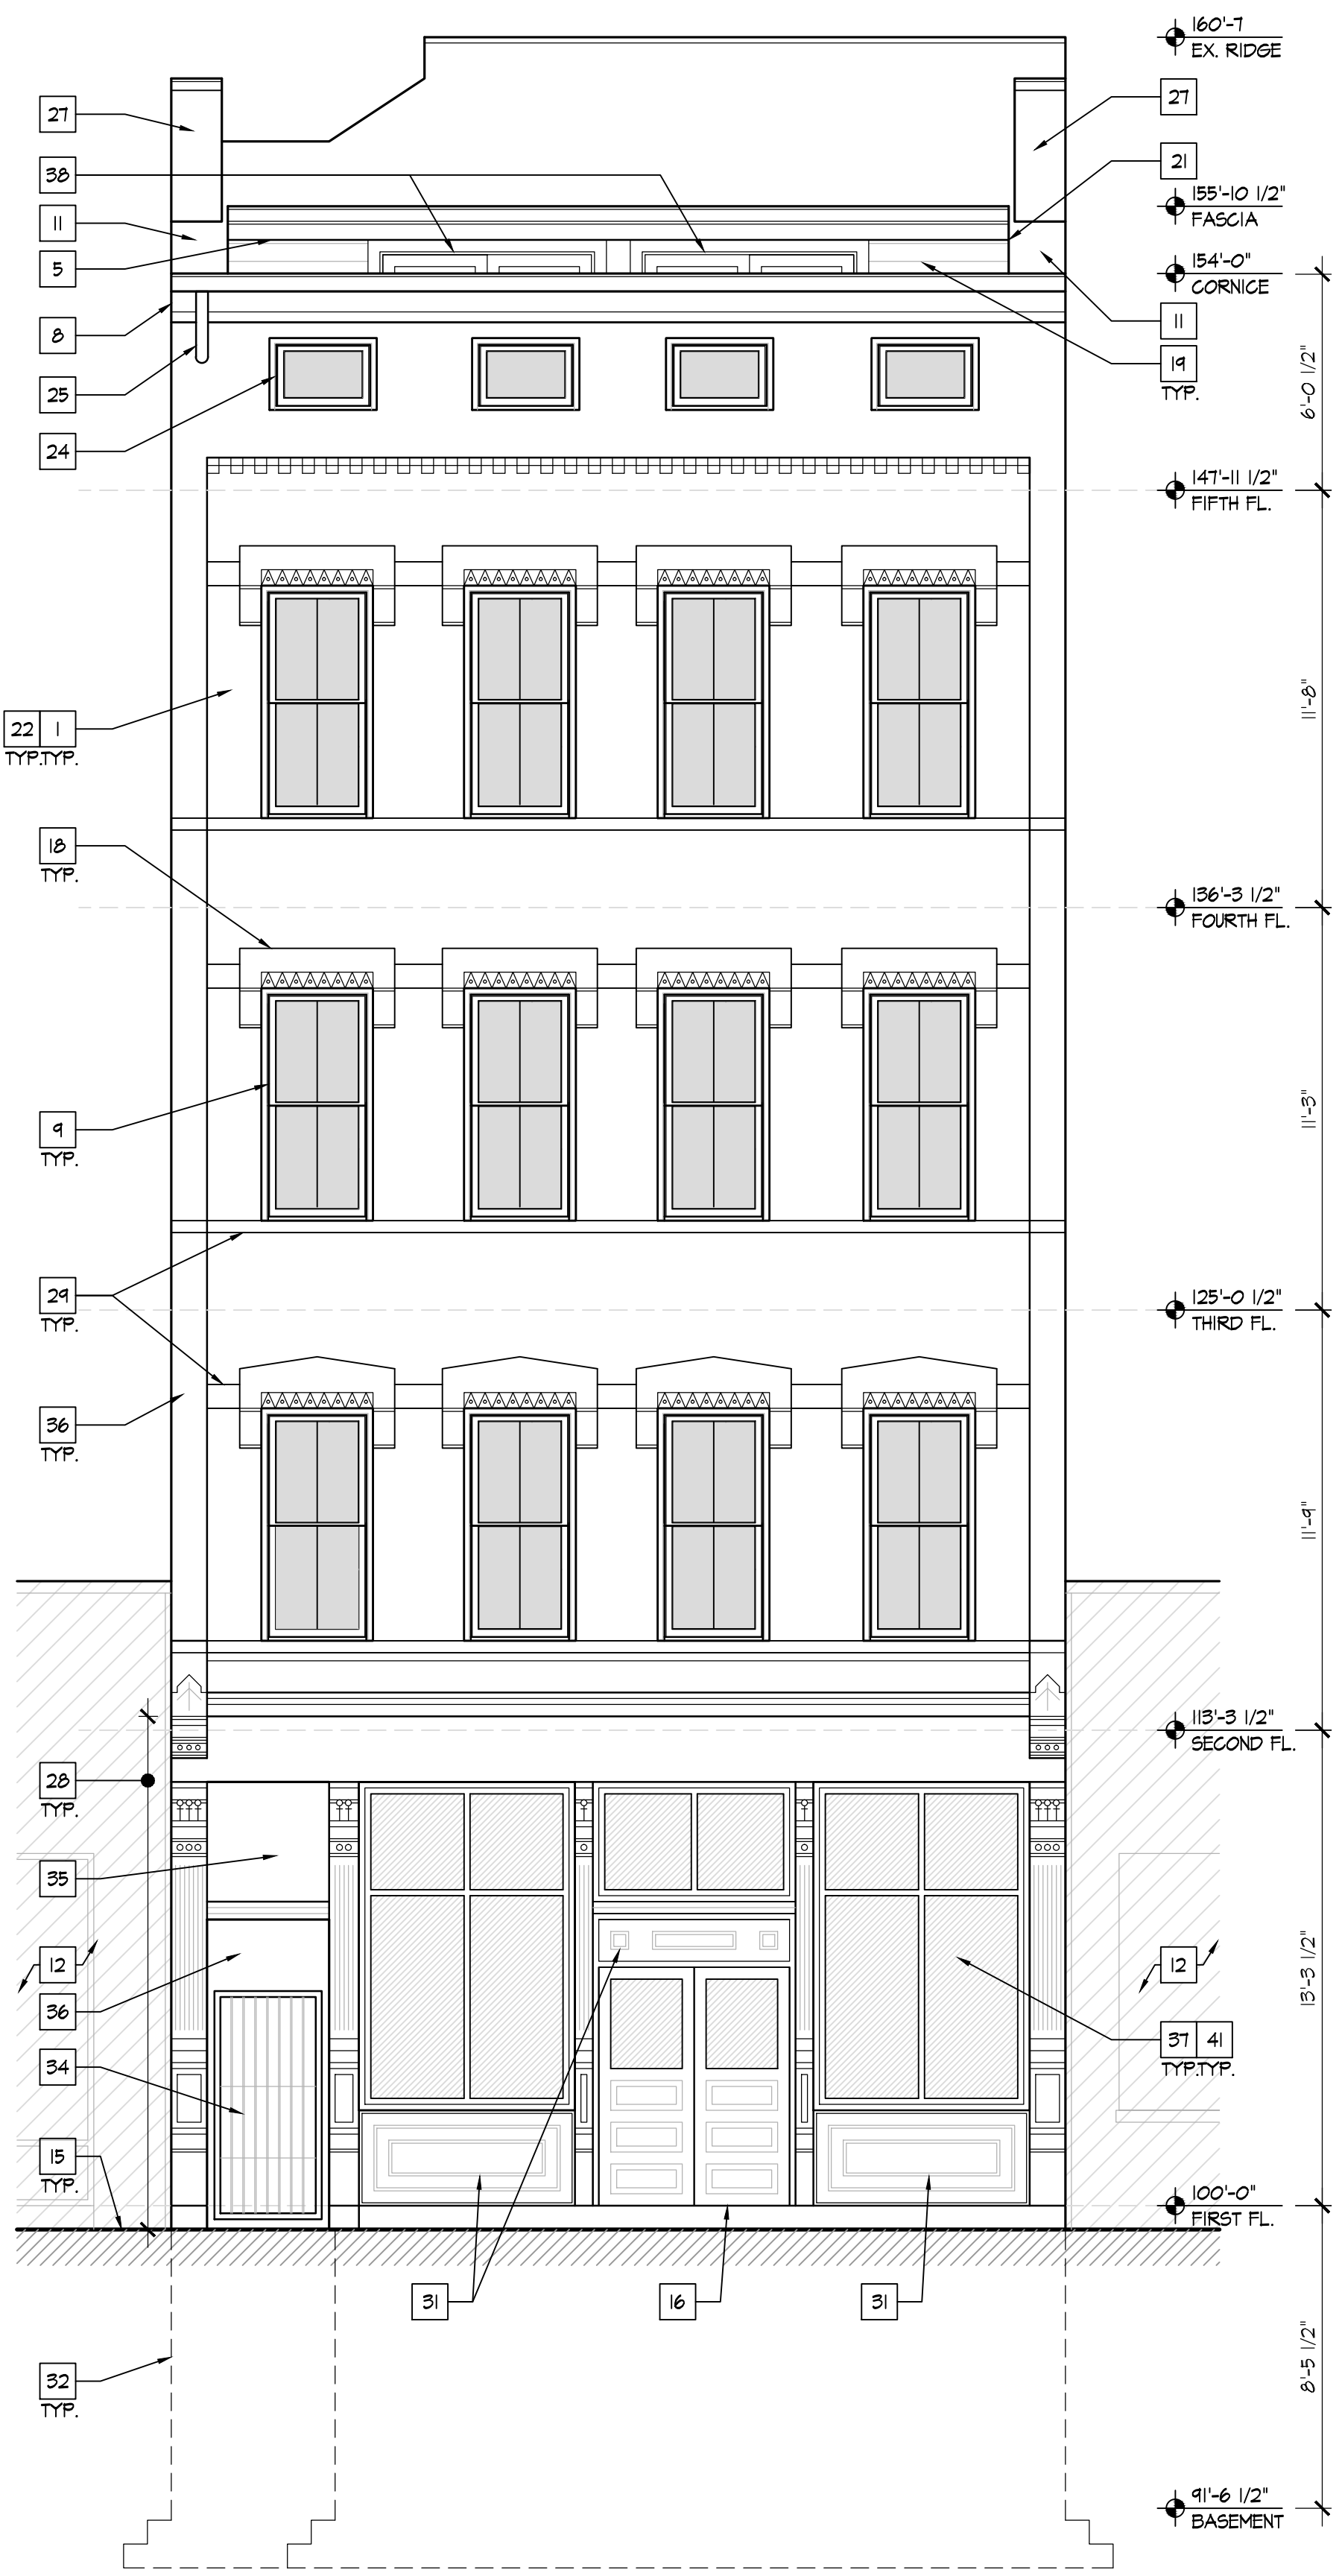 160'-7
EX. RIDGE
27
27
38
21
155'-10 1/2"
FASCIA
11
5
154'-0"
CORNICE
8
11
19
TYP.
25
24
6'-0 1/2"
147'-11 1/2"
FIFTH FL.
22 1
TYP.TYP.
11'-8"
18
TYP.
136'-3 1/2"
FOURTH FL.
9
TYP.
11'-3"
29
TYP.
125'-0 1/2"
THIRD FL.
36
TYP.
11'-9"
113'-3 1/2"
SECOND FL.
28
TYP.
35
12
12
13'-3 1/2"
36
37 41
TYP.TYP.
34
15
TYP.
100'-0"
FIRST FL.
31
16
31
32
TYP.
8'-5 1/2"
91'-6 1/2"
BASEMENT